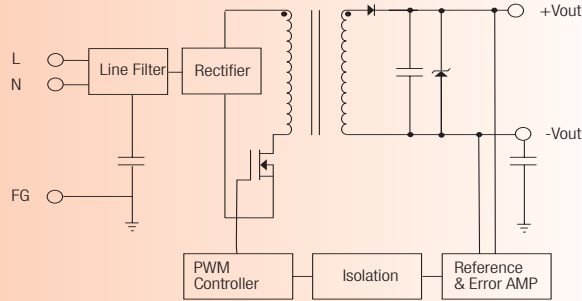 +Vout
L
Line Filter
Rectifier
N
-Vout
FG
PWM
Controller
Isolation
Reference
& Error AMP